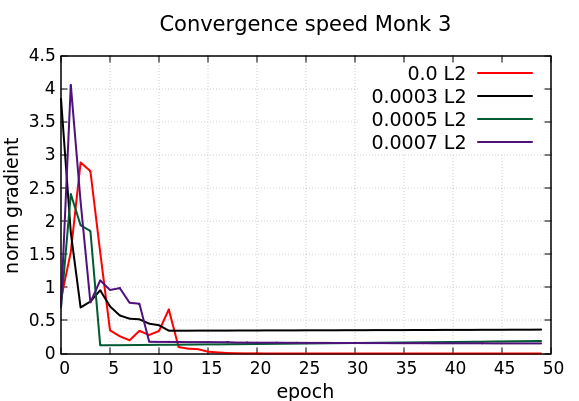 Convergence speed Monk 3
4.5
4
3.5
3
2.5
2
1.5
1
0.5
0
norm gradient
0.0 L2
0.0003 L2
0.0005 L2
0.0007 L2
0 5 10 15 20 25 30 35 40 45 50
epoch